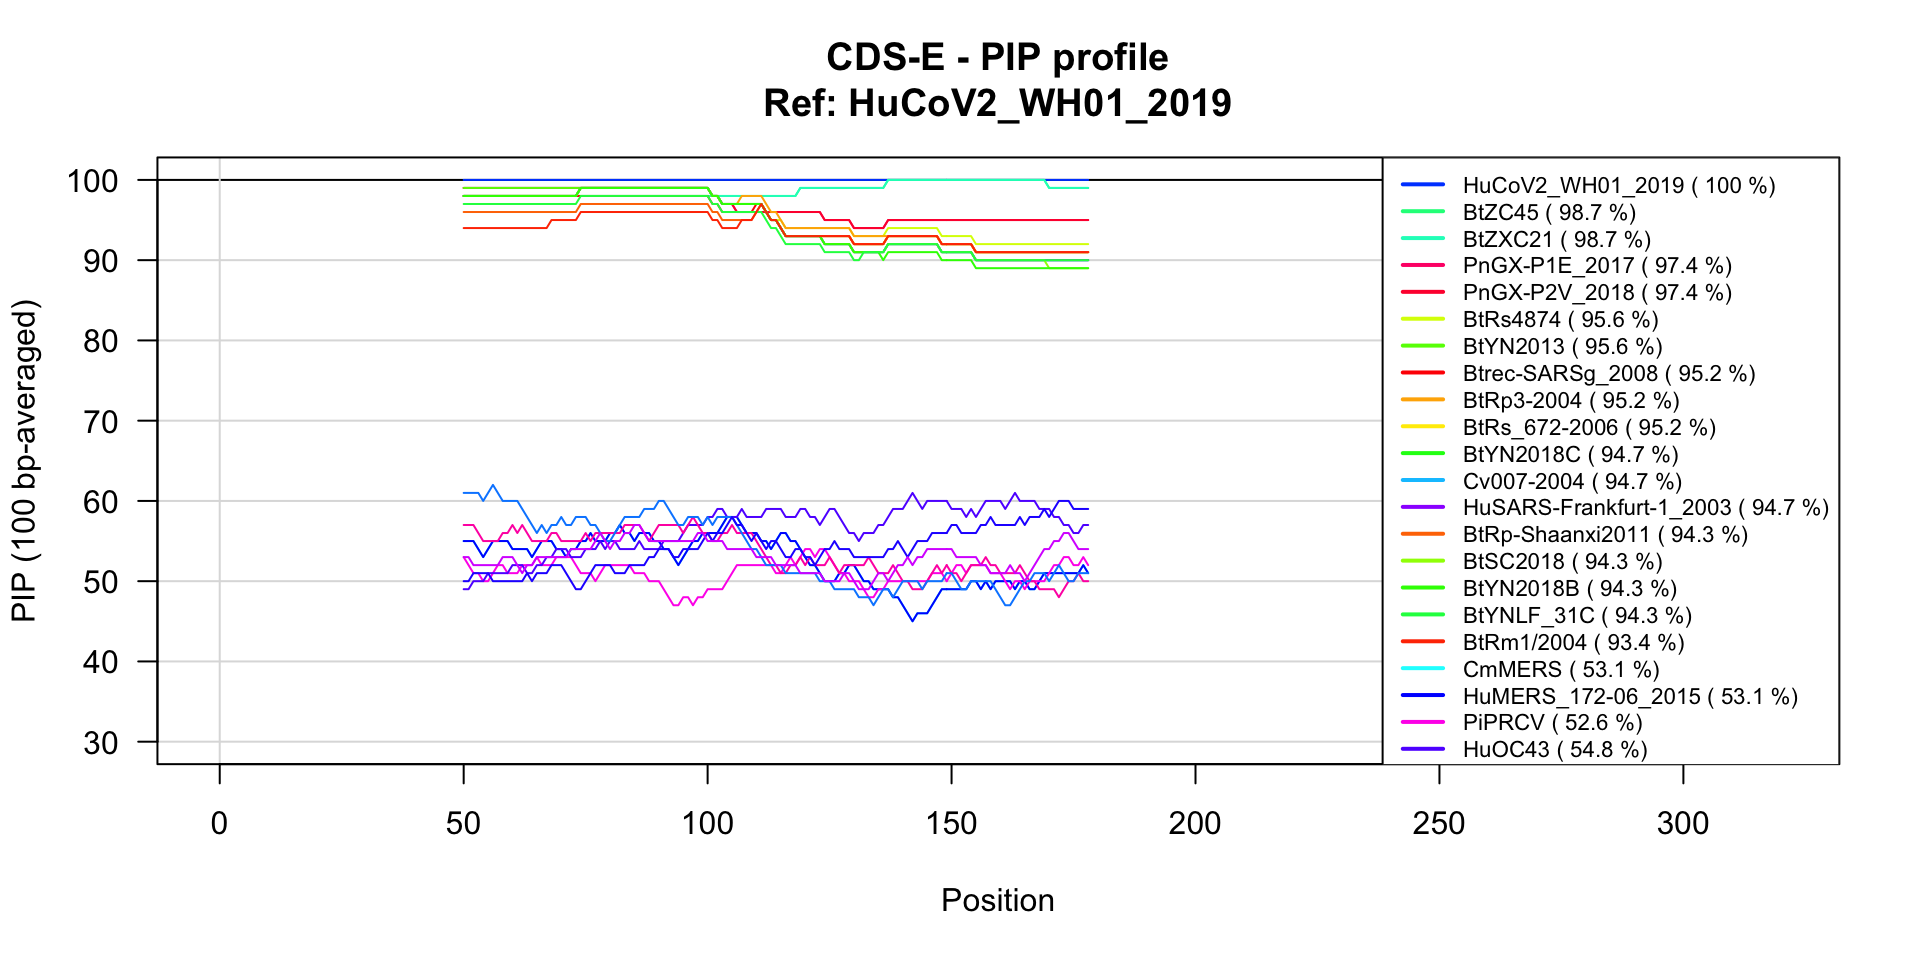 CDS-E - PIP profile
Ref: HuCoV2_WH01_2019
PIP (100 bp-averaged)
100
90
80
70
60
50
40
30
0
50
100
150
200
250
300
Position
HuCoV2_WH01_2019 ( 100 %)
BtZC45 ( 98.7 %)
BtZXC21 ( 98.7 %)
PnGX-P1E_2017 ( 97.4 %)
PnGX-P2V_2018 ( 97.4 %)
BtRs4874 ( 95.6 %)
BtYN2013 ( 95.6 %)
Btrec-SARSg_2008 ( 95.2 %)
BtRp3-2004 ( 95.2 %)
BtRs_672-2006 ( 95.2 %)
BtYN2018C ( 94.7 %)
Cv007-2004 ( 94.7 %)
HuSARS-Frankfurt-1_2003 ( 94.7 %)
BtRp-Shaanxi2011 ( 94.3 %)
BtSC2018 ( 94.3 %)
BtYN2018B ( 94.3 %)
BtYNLF_31C ( 94.3 %)
BtRm1/2004 ( 93.4 %)
CmMERS ( 53.1 %)
HuMERS_172-06_2015 ( 53.1 %)
PiPRCV ( 52.6 %)
HuOC43 ( 54.8 %)